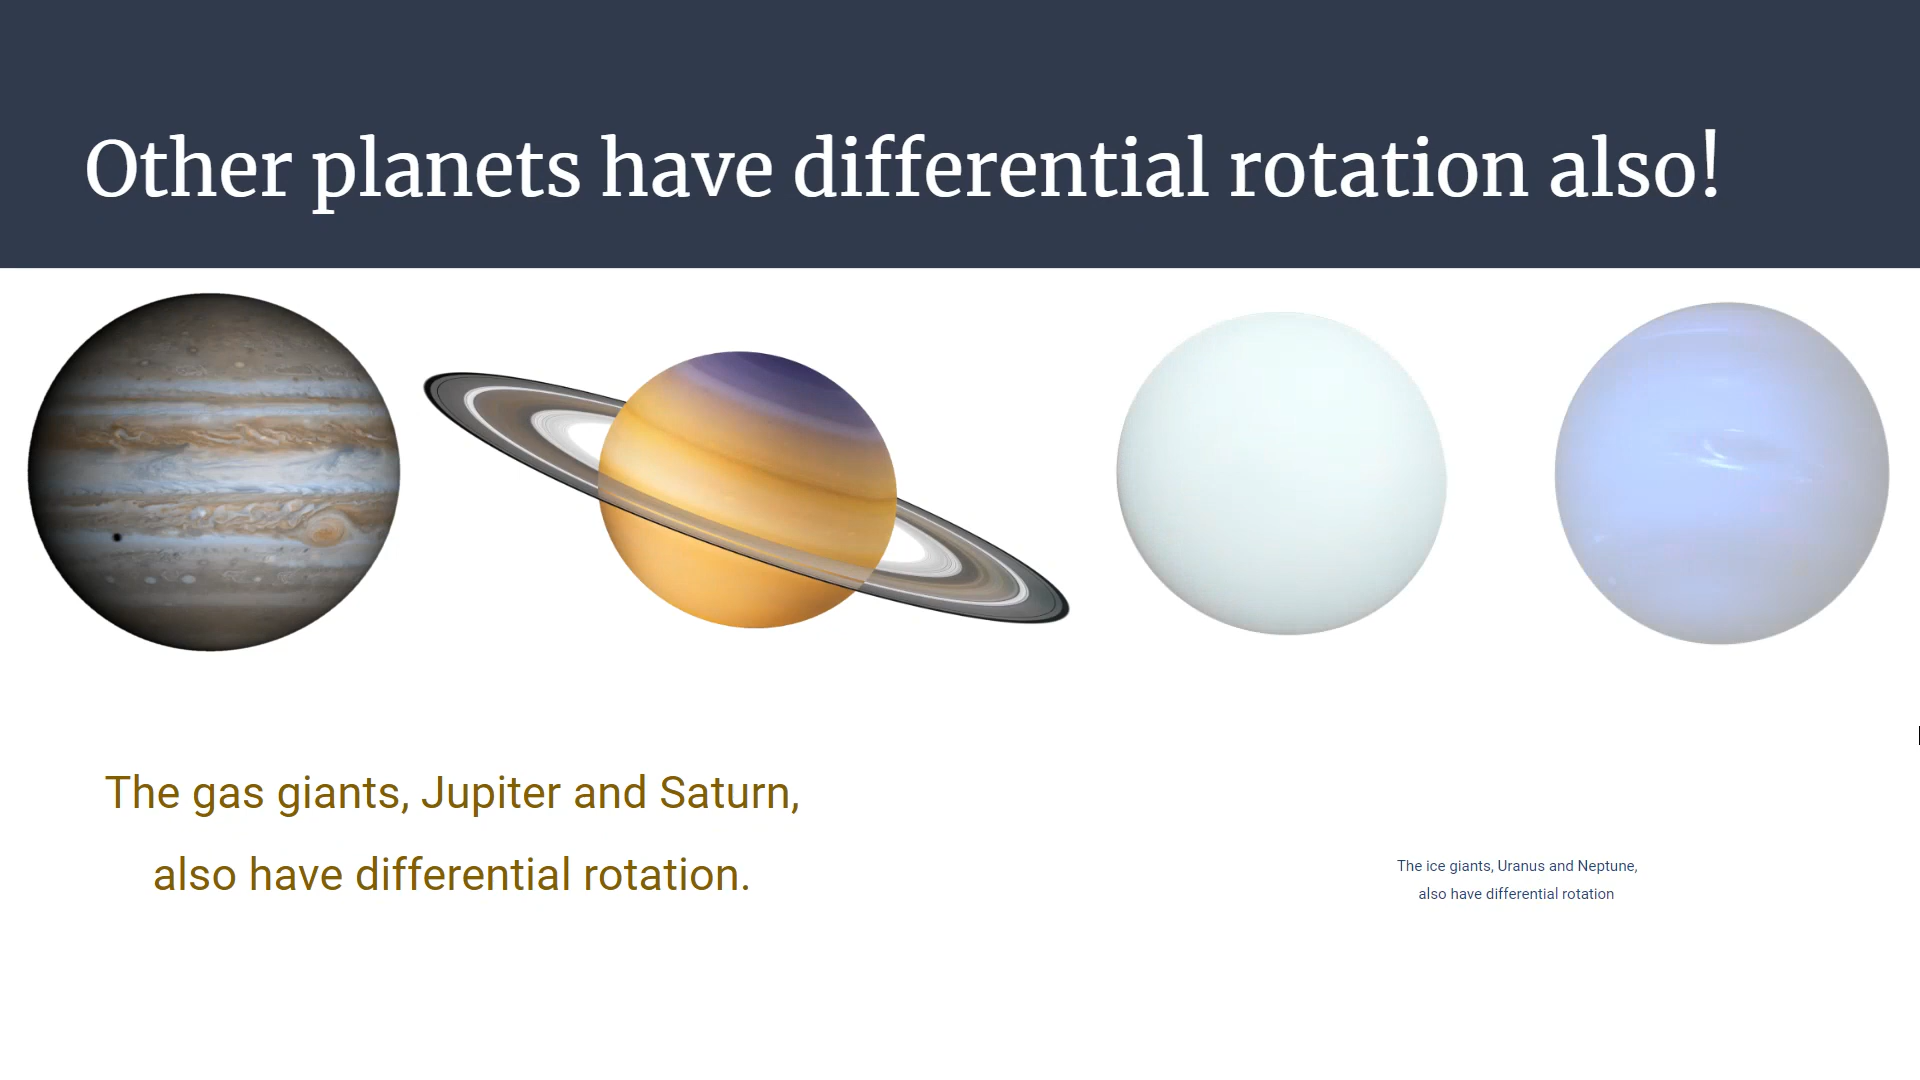 Other planets have differential rotation also!
The gas giants, Jupiter and Saturn,
also have differential rotation.
The ice giants, Uranus and Neptune,
also have differential rotation